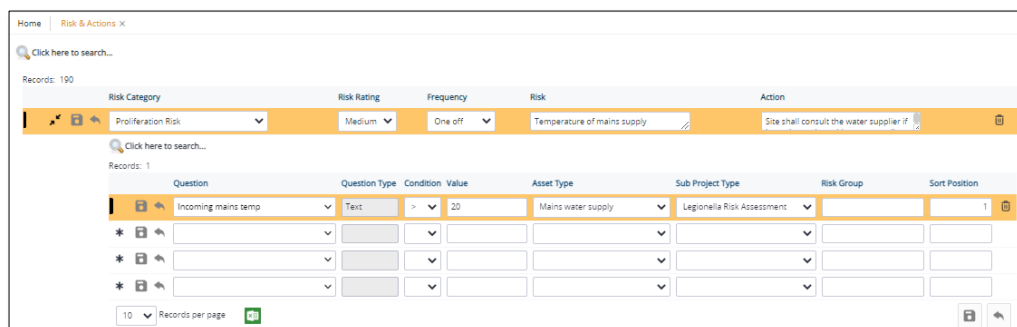 Home Risk & Actions ×
Click here to search...
Records: 190
Risk Category Risk Rating Frequency Risk Action
Proliferation Risk Medium One off Temperature of mains supply Site shall consult the water supplier if
Click here to search...
Records: 1
Question Question Type Condition Value Asset Type Sub Project Type Risk Group Sort Position
Incoming mains temp Text > 20 Mains water supply Legionella Risk Assessment 1
*
*
*
10 Records per page